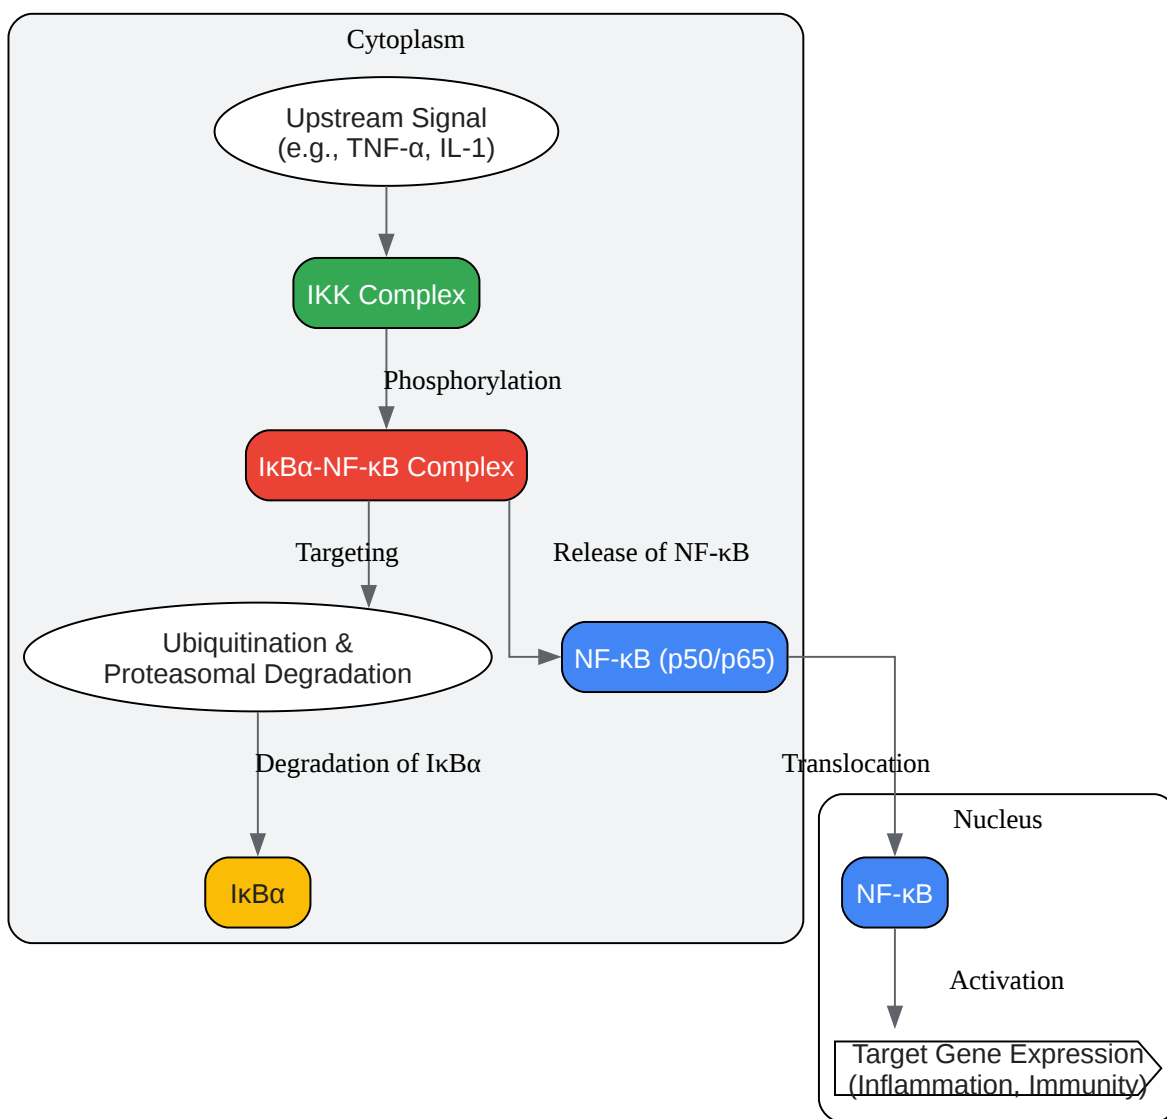 Cytoplasm
Upstream Signal
(e.g., TNF-α, IL-1)
IKK Complex
Phosphorylation
IκBα-NF-κB Complex
Targeting
Release of NF-κB
Ubiquitination &
Proteasomal Degradation
NF-κB (p50/p65)
Degradation of IκBα
Translocation
Nucleus
IκBα
NF-κB
Activation
Target Gene Expression
(Inflammation, Immunity)